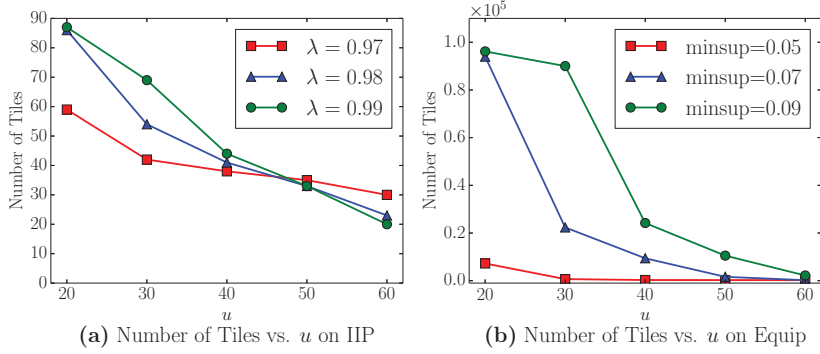 90
80
70
60
50
40
30
20
10
0
Number of Tiles
20 30 40 50 60
u
λ = 0.97
λ = 0.98
λ = 0.99
(a) Number of Tiles vs. u on IIP
×10⁵
1.0
0.8
0.6
0.4
0.2
0.0
Number of Tiles
20 30 40 50 60
u
minsup=0.05
minsup=0.07
minsup=0.09
(b) Number of Tiles vs. u on Equip